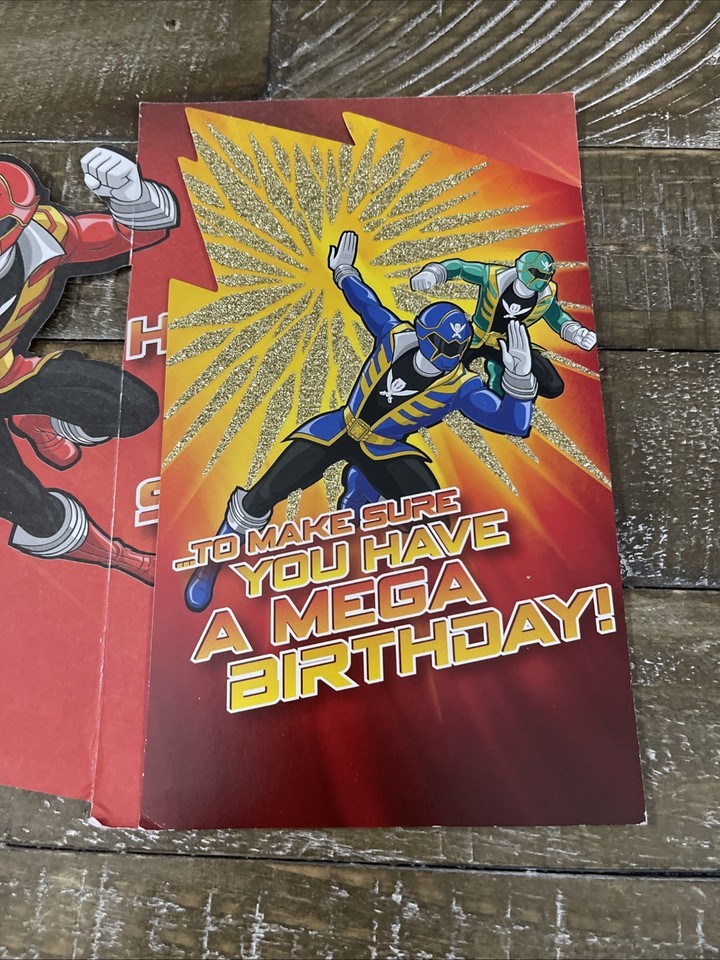 H
S
...TO MAKE SURE
YOU HAVE
A MEGA
BIRTHDAY!